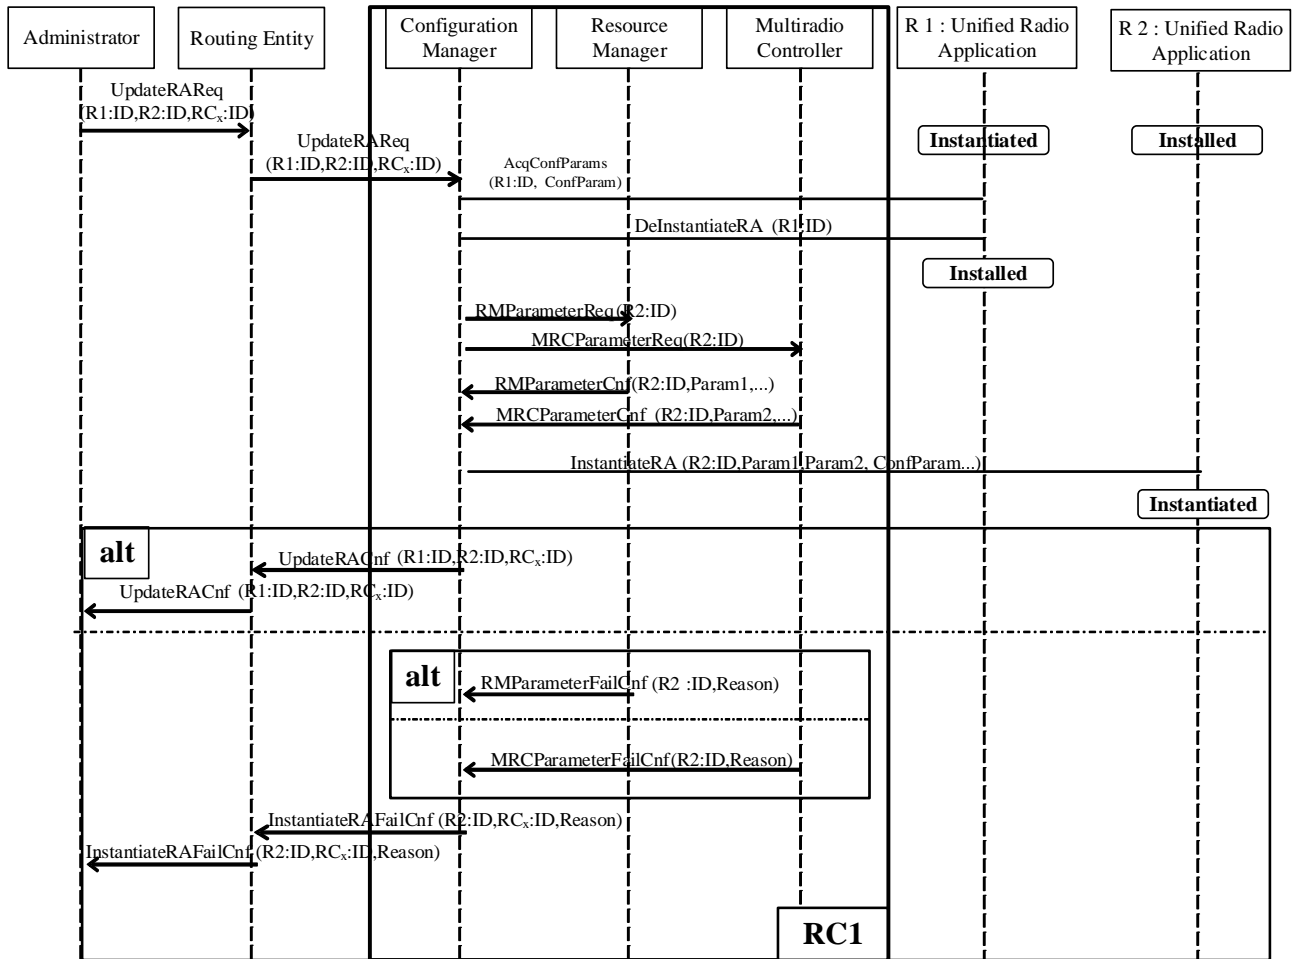 Administrator
Routing Entity
Configuration
Manager
Resource
Manager
Multiradio
Controller
R 1 : Unified Radio
Application
R 2 : Unified Radio
Application
UpdateRAReq
(R1:ID,R2:ID,RCx:ID)
Instantiated
Installed
UpdateRAReq
(R1:ID,R2:ID,RCx:ID)
AcqConfParams
(R1:ID, ConfParam)
DeInstantiateRA (R1:ID)
Installed
RMParameterReq(R2:ID)
MRCParameterReq(R2:ID)
RMParameterCnf(R2:ID,Param1,...)
MRCParameterCnf (R2:ID,Param2,...)
InstantiateRA (R2:ID,Param1,Param2, ConfParam...)
Instantiated
alt
UpdateRACnf (R1:ID,R2:ID,RCx:ID)
UpdateRACnf (R1:ID,R2:ID,RCx:ID)
alt
RMParameterFailCnf (R2 :ID,Reason)
MRCParameterFailCnf(R2:ID,Reason)
InstantiateRAFailCnf (R2:ID,RCx:ID,Reason)
InstantiateRAFailCnf (R2:ID,RCx:ID,Reason)
RC1